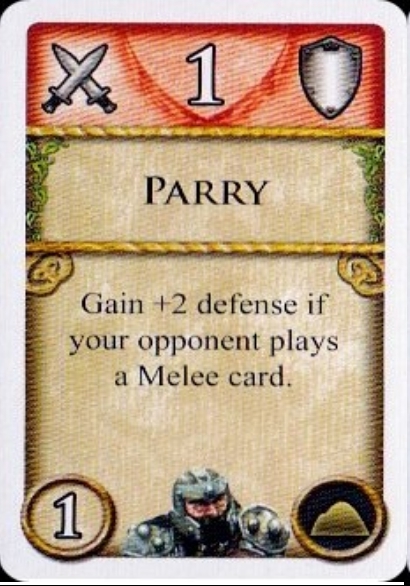 1
PARRY
Gain +2 defense if
your opponent plays
a Melee card.
1